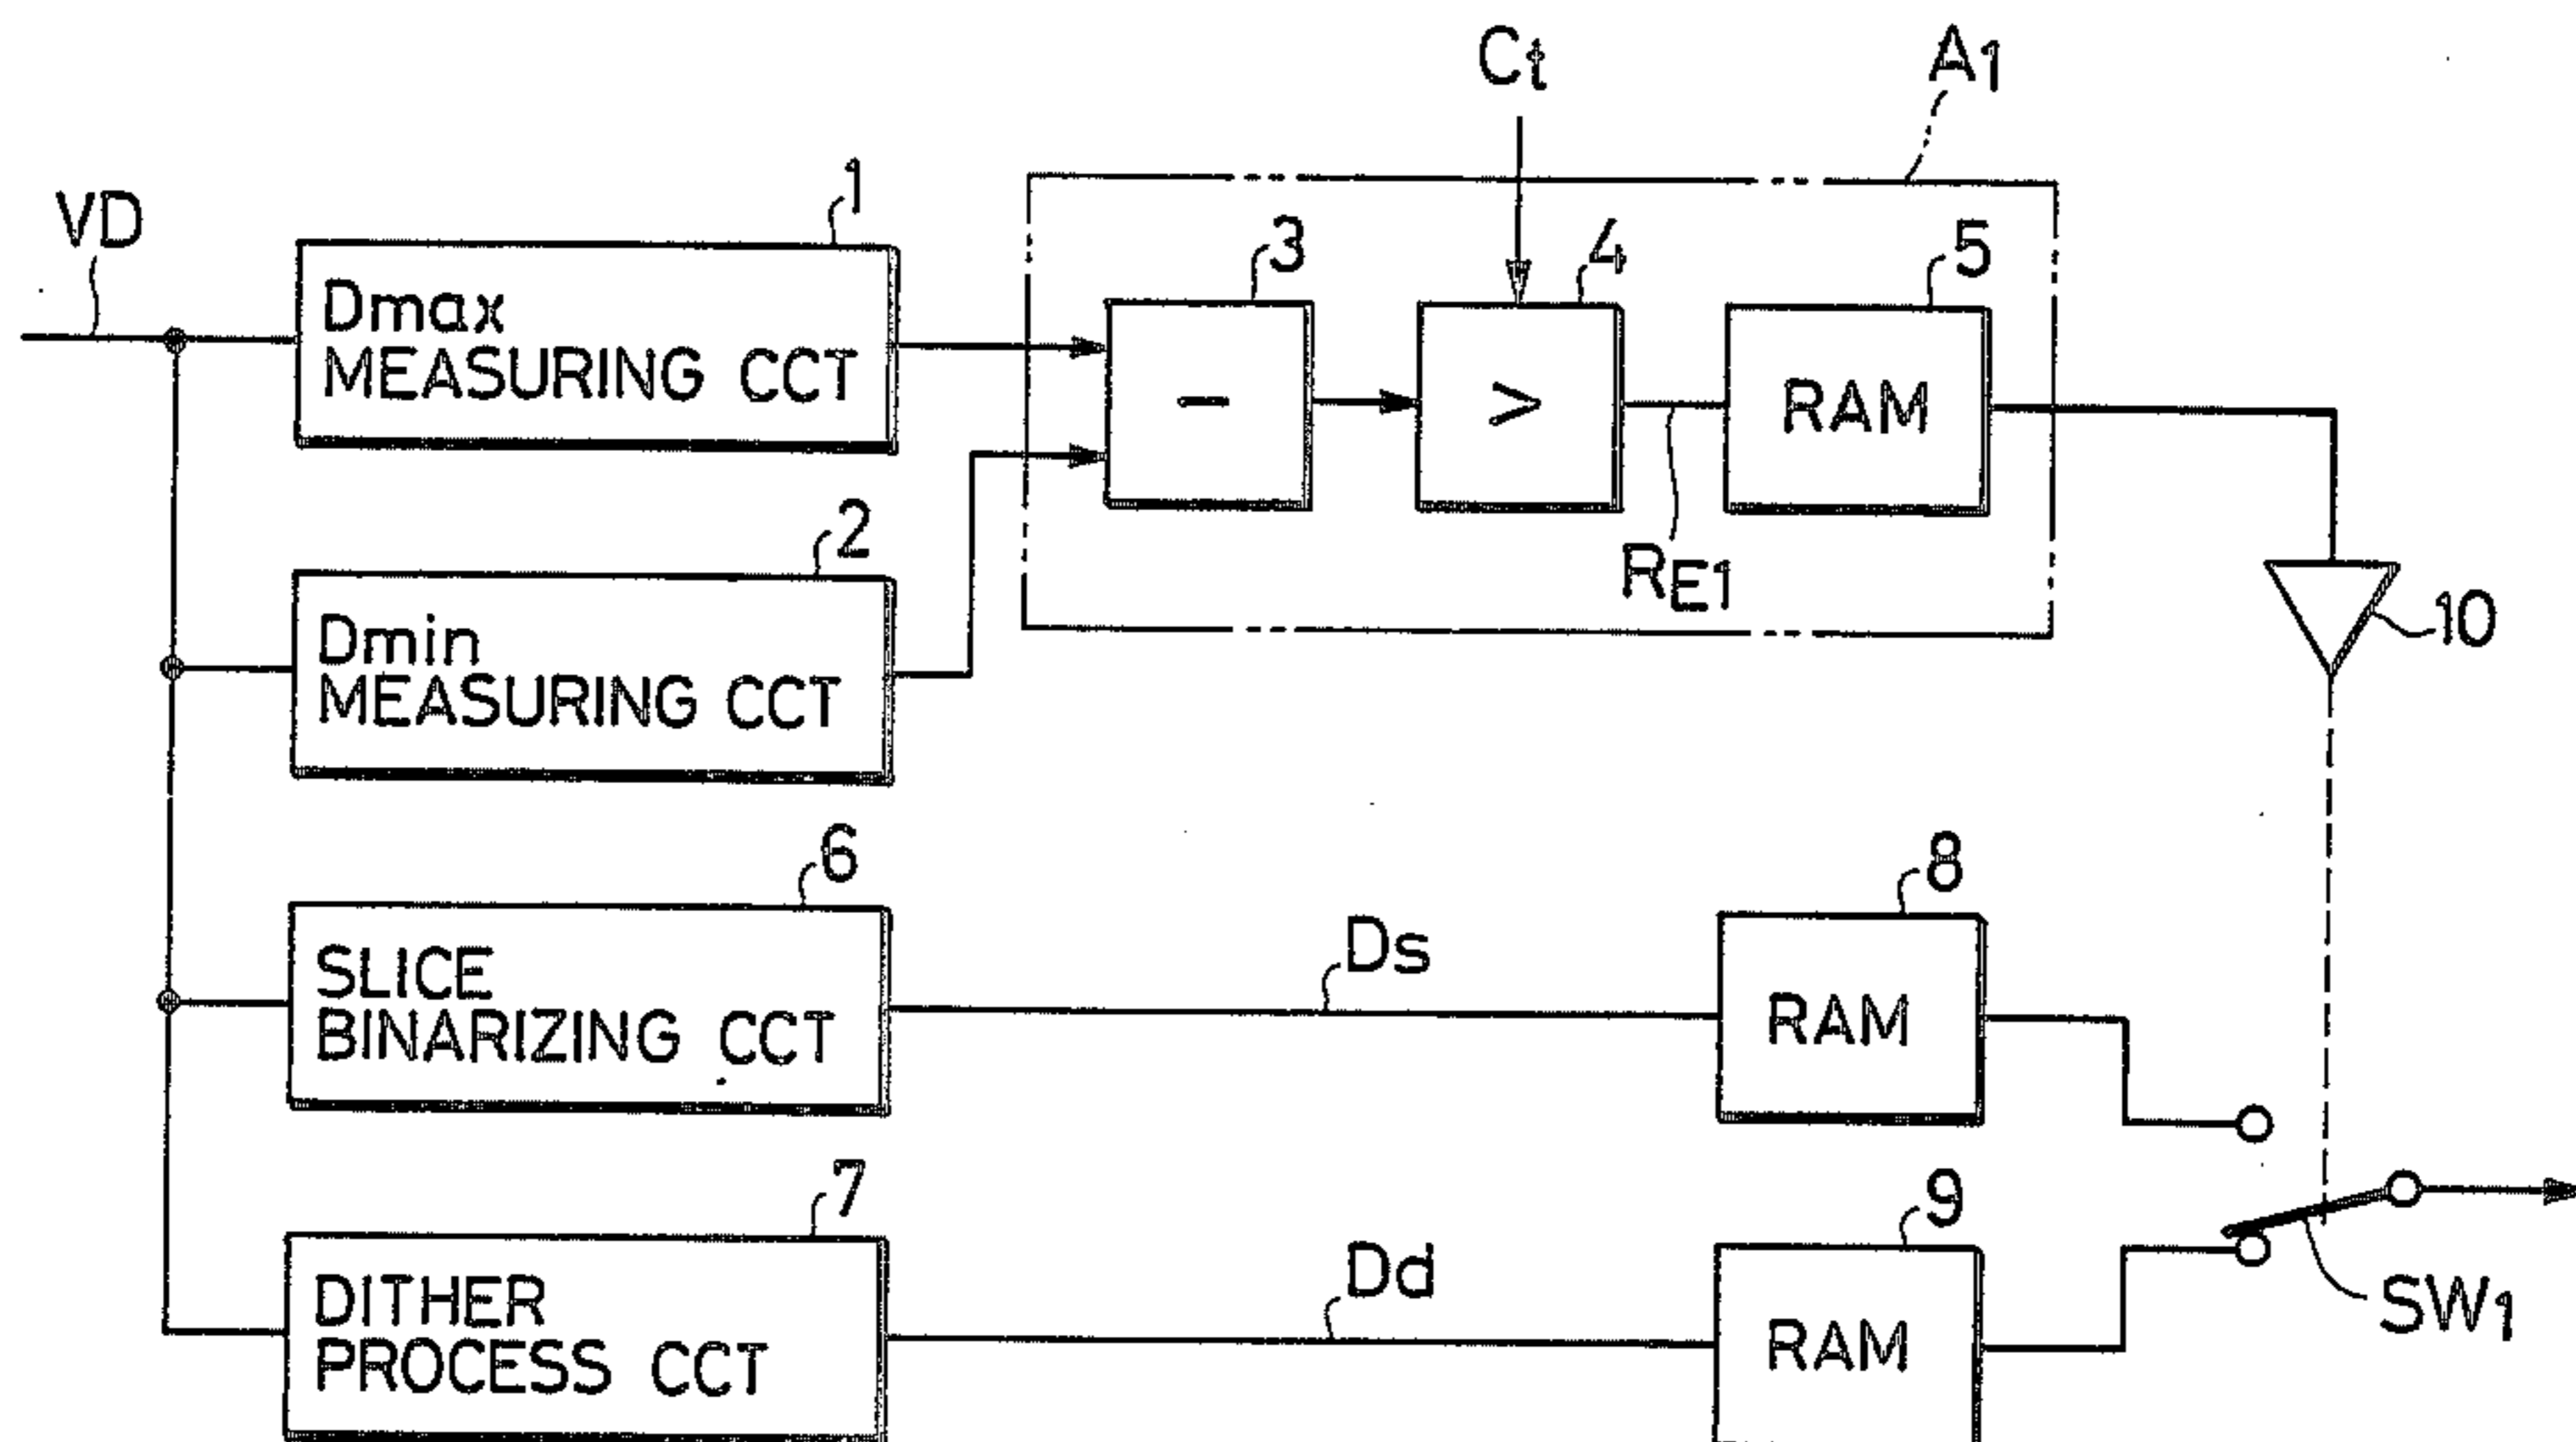 Ct
A1
VD
1
Dmax
MEASURING CCT
3
-
4
>
5
RAM
RE1
10
2
Dmin
MEASURING CCT
6
SLICE
BINARIZING CCT
Ds
8
RAM
7
DITHER
PROCESS CCT
Dd
9
RAM
SW1